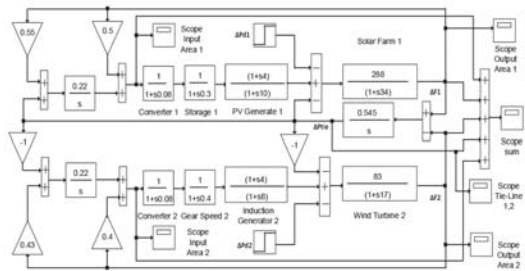 0.55
0.5
Scope
Input
Area 1
ΔPd1
Solar Farm 1
Scope
Output
Area 1
0.22
s
1
1+s0.08
Converter 1
1
1+s0.3
Storage 1
(1+s4)
(1+s10)
PV Generate 1
288
(1+s34)
ΔF1
0.545
s
ΔPtie
-1
-1
Scope
sum
0.22
s
1
1+s0.08
Converter 2
1
1+s0.4
Gear Speed 2
(1+s4)
(1+s8)
Induction
Generator 2
83
(1+s17)
Wind Turbine 2
ΔF2
Scope
Tie-Line
1,2
0.43
0.4
Scope
Input
Area 2
ΔPd2
Scope
Output
Area 2